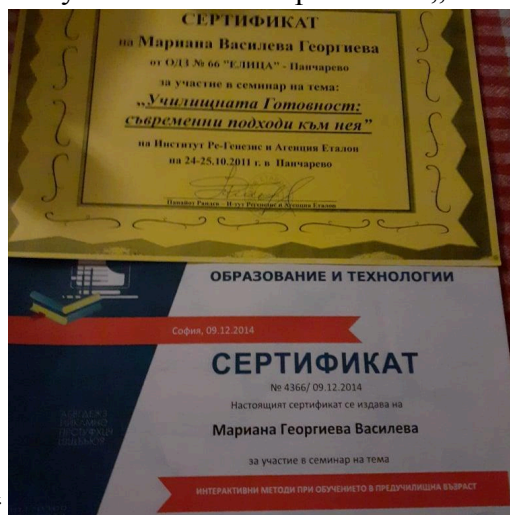 СЕРТИФИКАТ
на Мариана Василева Георгиева
от ОДЗ № 66 "ЕЛИЦА" - Панчарево
за участие в семинар на тема:
„Училищната Готовност:
съвременни подходи към нея”
на Институт Ре-Генезис и Агенция Еталон
на 24-25.10.2011 г. в Панчарево
ОБРАЗОВАНИЕ И ТЕХНОЛОГИИ
София, 09.12.2014
СЕРТИФИКАТ
№ 4366/ 09.12.2014
Настоящият сертификат се издава на
Мариана Георгиева Василева
за участие в семинар на тема
ИНТЕРАКТИВНИ МЕТОДИ ПРИ ОБУЧЕНИЕТО В ПРЕДУЧИЛИЩНА ВЪЗРАСТ